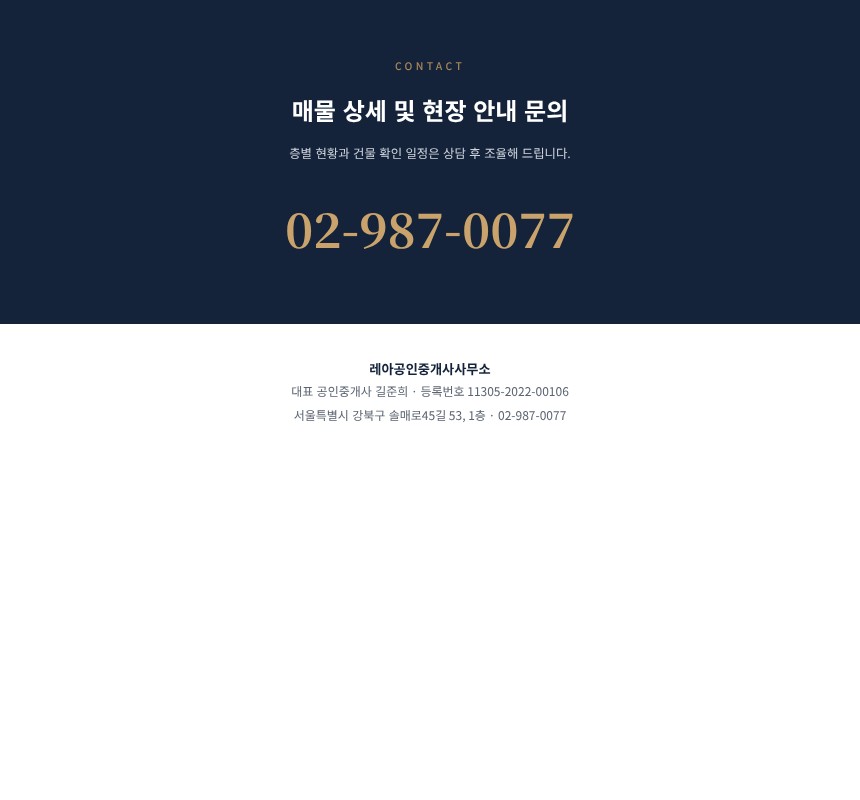 CONTACT
매물 상세 및 현장 안내 문의
층별 현황과 건물 확인 일정은 상담 후 조율해 드립니다.
02-987-0077
레아공인중개사사무소
대표 공인중개사 길준희 · 등록번호 11305-2022-00106
서울특별시 강북구 솔매로45길 53, 1층 · 02-987-0077